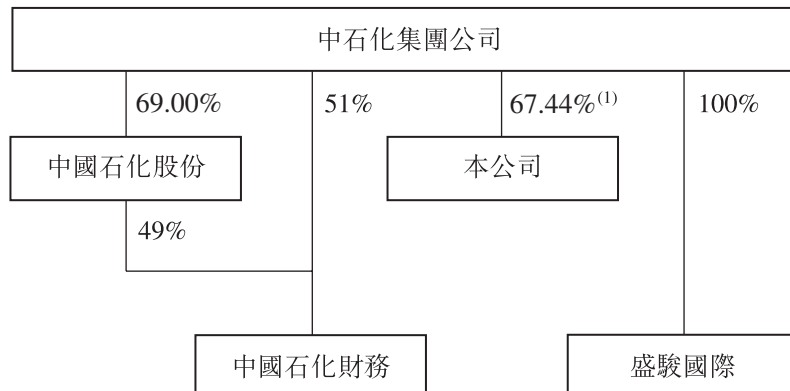 中石化集團公司
69.00% 51% 67.44%(1) 100%
中國石化股份 本公司
49%
中國石化財務 盛駿國際